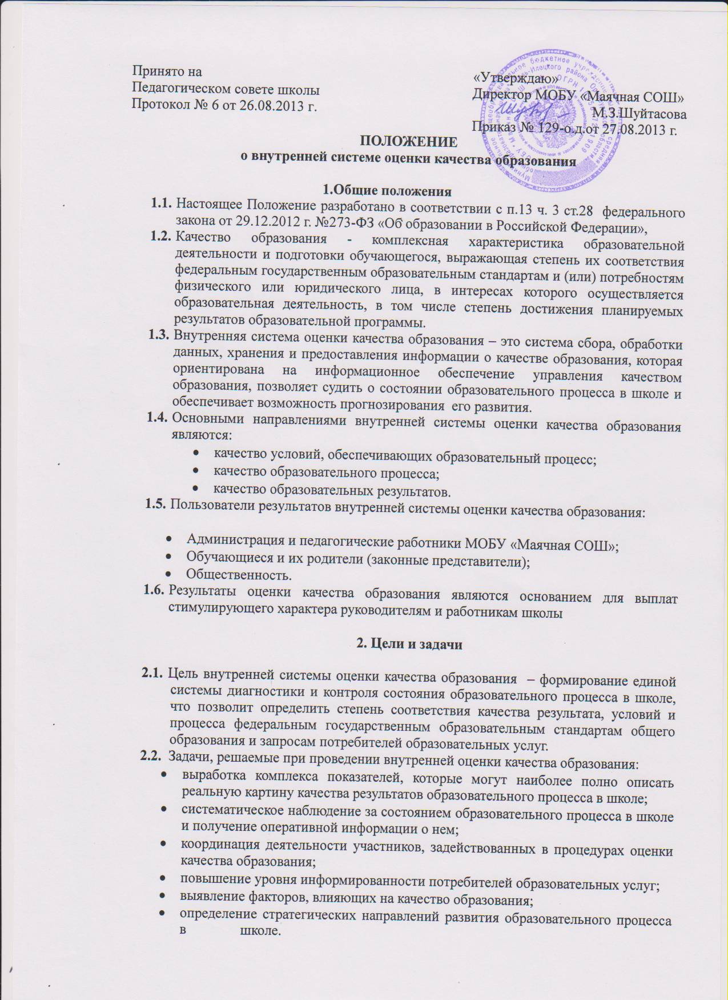 Принято на
Педагогическом совете школы
Протокол № 6 от 26.08.2013 г.
«Утверждаю»
Директор МОБУ «Маячная СОШ»
М.З.Шуйтасова
Приказ № 129-о.д.от 27.08.2013 г.
ПОЛОЖЕНИЕ
о внутренней системе оценки качества образования
1.Общие положения
1.1. Настоящее Положение разработано в соответствии с п.13 ч. 3 ст.28 федерального
закона от 29.12.2012 г. №273-ФЗ «Об образовании в Российской Федерации»,
1.2. Качество образования - комплексная характеристика образовательной
деятельности и подготовки обучающегося, выражающая степень их соответствия
федеральным государственным образовательным стандартам и (или) потребностям
физического или юридического лица, в интересах которого осуществляется
образовательная деятельность, в том числе степень достижения планируемых
результатов образовательной программы.
1.3. Внутренняя система оценки качества образования – это система сбора, обработки
данных, хранения и предоставления информации о качестве образования, которая
ориентирована на информационное обеспечение управления качеством
образования, позволяет судить о состоянии образовательного процесса в школе и
обеспечивает возможность прогнозирования его развития.
1.4. Основными направлениями внутренней системы оценки качества образования
являются:
• качество условий, обеспечивающих образовательный процесс;
• качество образовательного процесса;
• качество образовательных результатов.
1.5. Пользователи результатов внутренней системы оценки качества образования:
• Администрация и педагогические работники МОБУ «Маячная СОШ»;
• Обучающиеся и их родители (законные представители);
• Общественность.
1.6. Результаты оценки качества образования являются основанием для выплат
стимулирующего характера руководителям и работникам школы
2. Цели и задачи
2.1. Цель внутренней системы оценки качества образования – формирование единой
системы диагностики и контроля состояния образовательного процесса в школе,
что позволит определить степень соответствия качества результата, условий и
процесса федеральным государственным образовательным стандартам общего
образования и запросам потребителей образовательных услуг.
2.2. Задачи, решаемые при проведении внутренней оценки качества образования:
• выработка комплекса показателей, которые могут наиболее полно описать
реальную картину качества результатов образовательного процесса в школе;
• систематическое наблюдение за состоянием образовательного процесса в школе
и получение оперативной информации о нем;
• координация деятельности участников, задействованных в процедурах оценки
качества образования;
• повышение уровня информированности потребителей образовательных услуг;
• выявление факторов, влияющих на качество образования;
• определение стратегических направлений развития образовательного процесса
в школе.